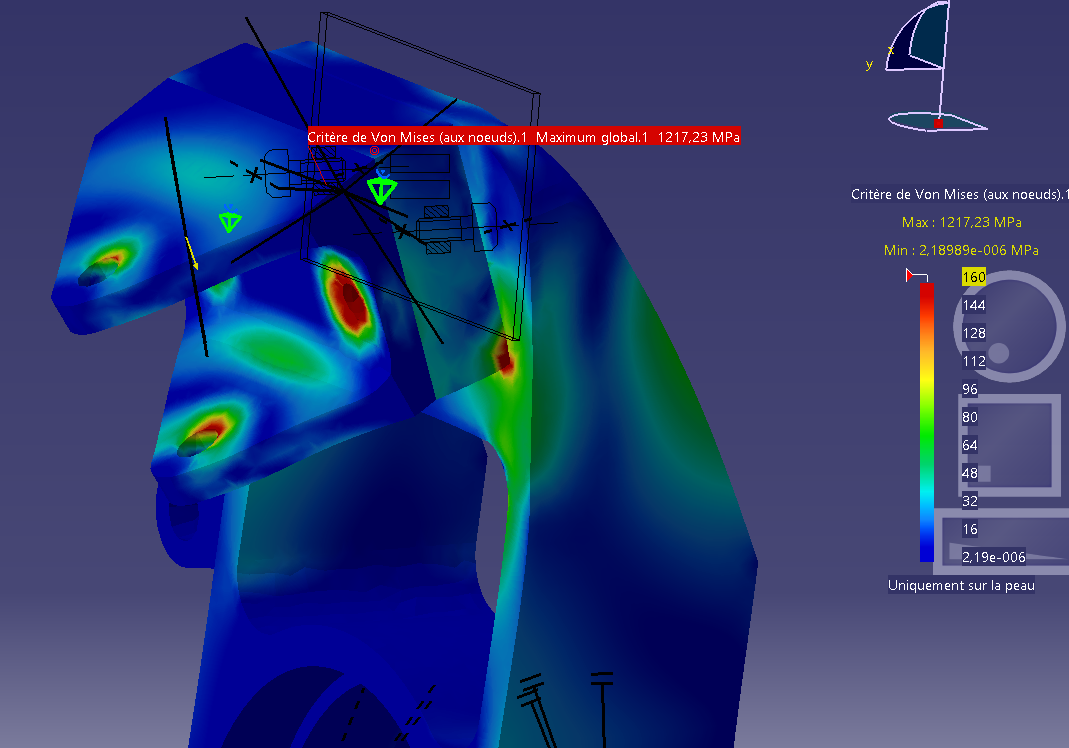 x
y
Critère de Von Mises (aux noeuds).1 Maximum global.1 1217,23 MPa
Critère de Von Mises (aux noeuds).1
Max : 1217,23 MPa
Min : 2,18989e-006 MPa
160
144
128
112
96
80
64
48
32
16
2,19e-006
Uniquement sur la peau